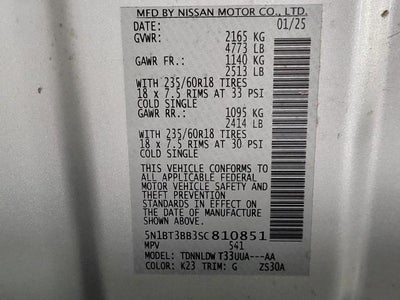 MFD BY NISSAN MOTOR CO., LTD.
DATE: 01/25
GVWR: 2165 KG
4773 LB
GAWR FR.: 1140 KG
2513 LB
WITH 235/60R18 TIRES
18 x 7.5 RIMS AT 33 PSI
COLD SINGLE
GAWR RR.: 1095 KG
2414 LB
WITH 235/60R18 TIRES
18 x 7.5 RIMS AT 30 PSI
COLD SINGLE
THIS VEHICLE CONFORMS TO
ALL APPLICABLE FEDERAL
MOTOR VEHICLE SAFETY AND
THEFT PREVENTION
STANDARDS IN EFFECT ON
THE DATE OF MANUFACTURE
SHOWN ABOVE.
5N1BT3BB3SC810851
MPV 541
MODEL: TDNNLDW T33UUA---AA
COLOR: K23 TRIM: G ZS30A